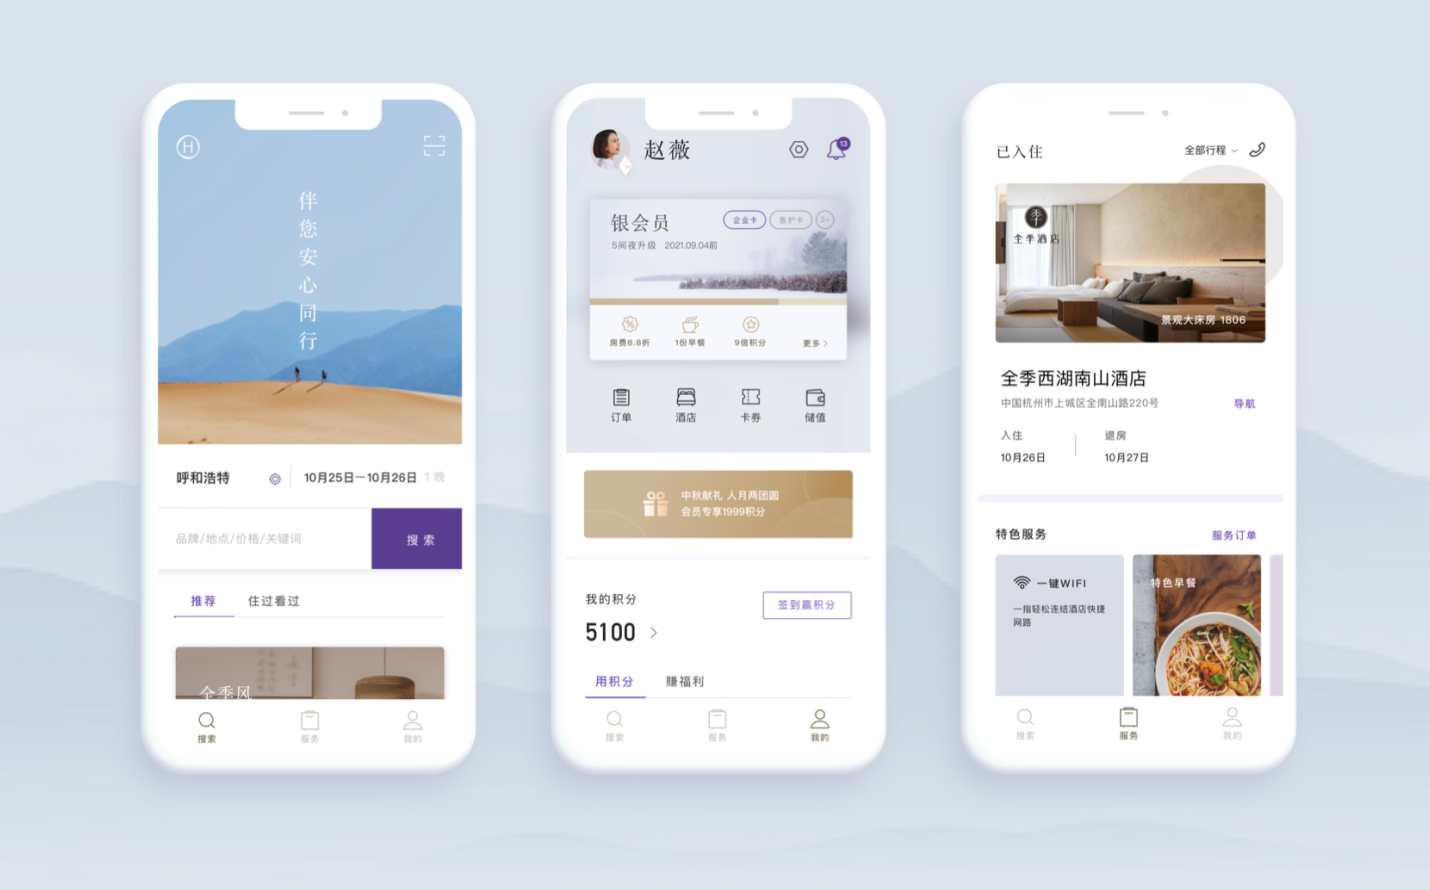 H
伴您安心同行
呼和浩特
10月25日—10月26日 1 晚
品牌/地点/价格/关键词
搜 索
推荐
住过看过
全季风
搜索
服务
我的
赵薇
13
银会员
企业卡
医护卡
3+
5间夜升级 2021.09.04前
房费8.8折
1份早餐
9倍积分
更多
订单
酒店
卡券
储值
中秋献礼 人月两团圆
会员专享1999积分
我的积分
签到赢积分
5100
用积分
赚福利
搜索
服务
我的
已入住
全部行程
季
全季酒店
景观大床房 1806
全季西湖南山酒店
中国杭州市上城区全南山路220号
导航
入住
退房
10月26日
10月27日
特色服务
服务订单
一键WIFI
一指轻松连结酒店快捷
网路
特色早餐
搜索
服务
我的